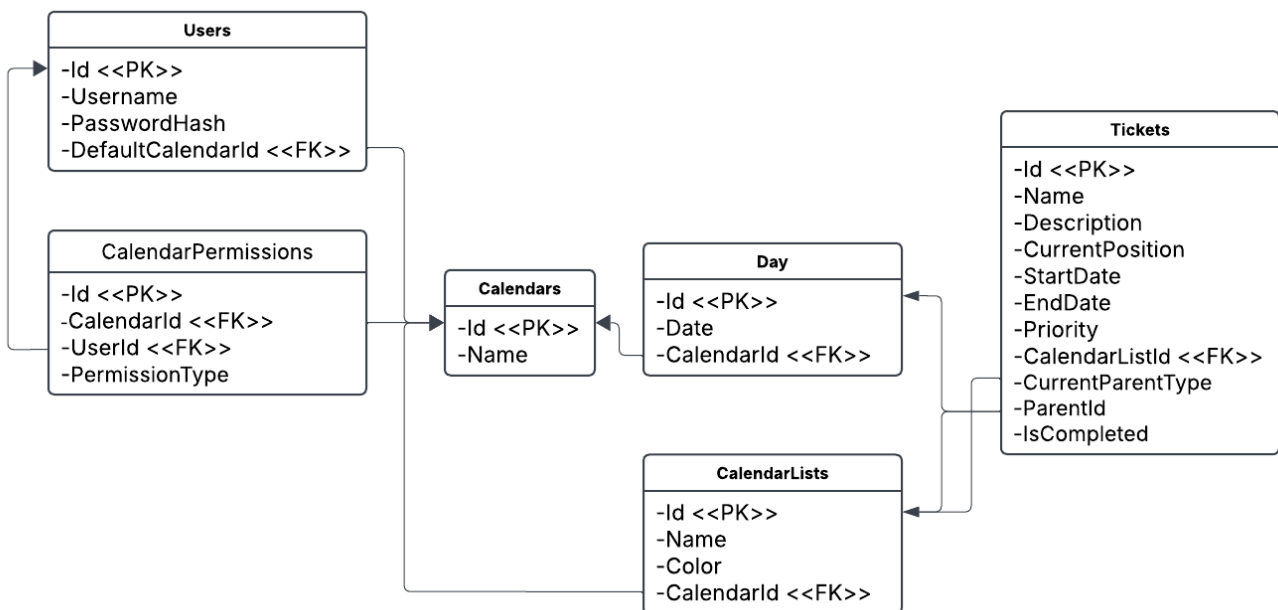 Users
-Id <<PK>>
-Username
-PasswordHash
-DefaultCalendarId <<FK>>
CalendarPermissions
-Id <<PK>>
-CalendarId <<FK>>
-UserId <<FK>>
-PermissionType
Calendars
-Id <<PK>>
-Name
Day
-Id <<PK>>
-Date
-CalendarId <<FK>>
CalendarLists
-Id <<PK>>
-Name
-Color
-CalendarId <<FK>>
Tickets
-Id <<PK>>
-Name
-Description
-CurrentPosition
-StartDate
-EndDate
-Priority
-CalendarListId <<FK>>
-CurrentParentType
-ParentId
-IsCompleted